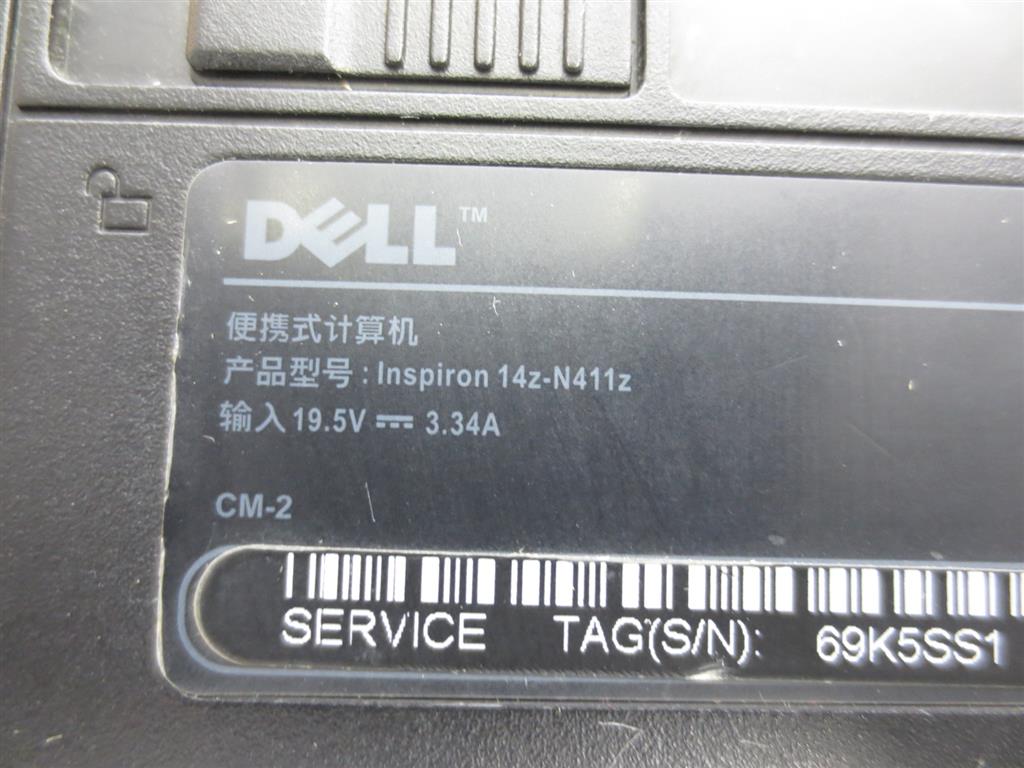 DELL™
便携式计算机
产品型号：Inspiron 14z-N411z
输入 19.5V ⎓ 3.34A
CM-2
SERVICE TAG(S/N): 69K5SS1